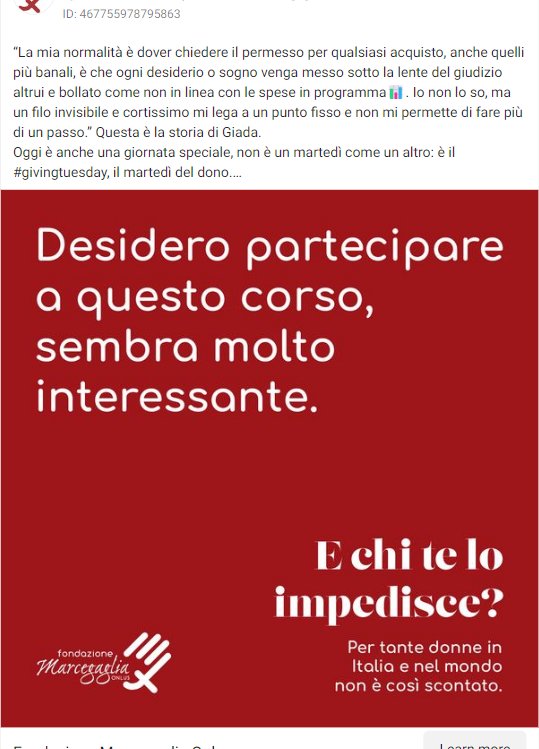 ID: 467755978795863
“La mia normalità è dover chiedere il permesso per qualsiasi acquisto, anche quelli
più banali, è che ogni desiderio o sogno venga messo sotto la lente del giudizio
altrui e bollato come non in linea con le spese in programma📊. Io non lo so, ma
un filo invisibile e cortissimo mi lega a un punto fisso e non mi permette di fare più
di un passo.” Questa è la storia di Giada.
Oggi è anche una giornata speciale, non è un martedì come un altro: è il
#givingtuesday, il martedì del dono....
Desidero partecipare
a questo corso,
sembra molto
interessante.
E chi te lo
impedisce?
Per tante donne in
Italia e nel mondo
non è così scontato.
fondazione
Marcegaglia
ONLUS
Learn more